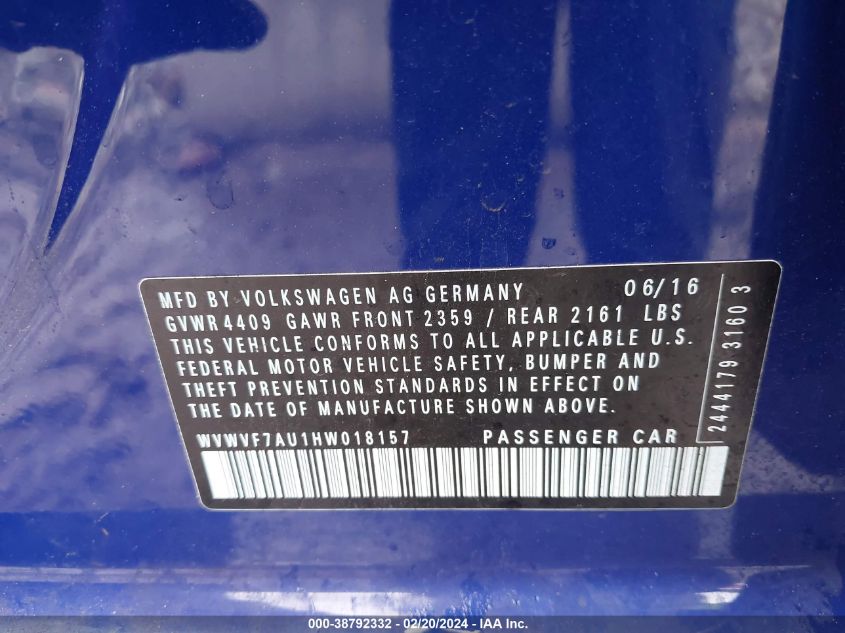 MFD BY VOLKSWAGEN AG GERMANY 06/16
GVWR 4409 GAWR FRONT 2359 / REAR 2161 LBS
THIS VEHICLE CONFORMS TO ALL APPLICABLE U.S.
FEDERAL MOTOR VEHICLE SAFETY, BUMPER AND
THEFT PREVENTION STANDARDS IN EFFECT ON
THE DATE OF MANUFACTURE SHOWN ABOVE.
WVWVF7AU1HW018157 PASSENGER CAR
2444179 31603
000-38792332 - 02/20/2024 - IAA Inc.